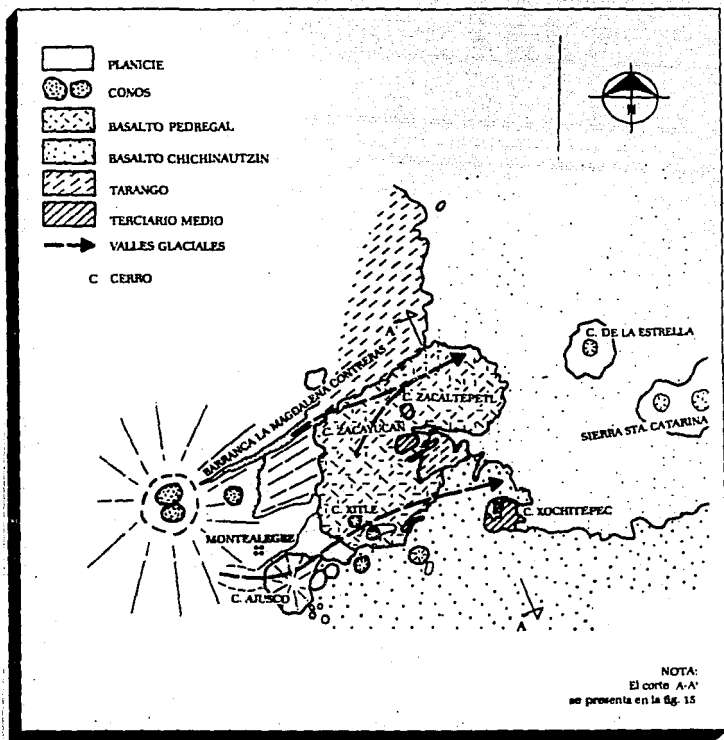 PLANICIE
CONOS
BASALTO PEDREGAL
BASALTO CHICHINAUTZIN
TARANGO
TERCIARIO MEDIO
VALLES GLACIALES
C CERRO
N
A
C. DE LA ESTRELLA
BARRANCA LA MAGDALENA CONTRERAS
C. ZACALTEPETL
C. ZACAYUCAN
SIERRA STA. CATARINA
C. XITLE
C. XOCHITEPEC
MONTEALEGRE
C. AJUSCO
A
NOTA:
El corte A-A'
se presenta en la fig. 15